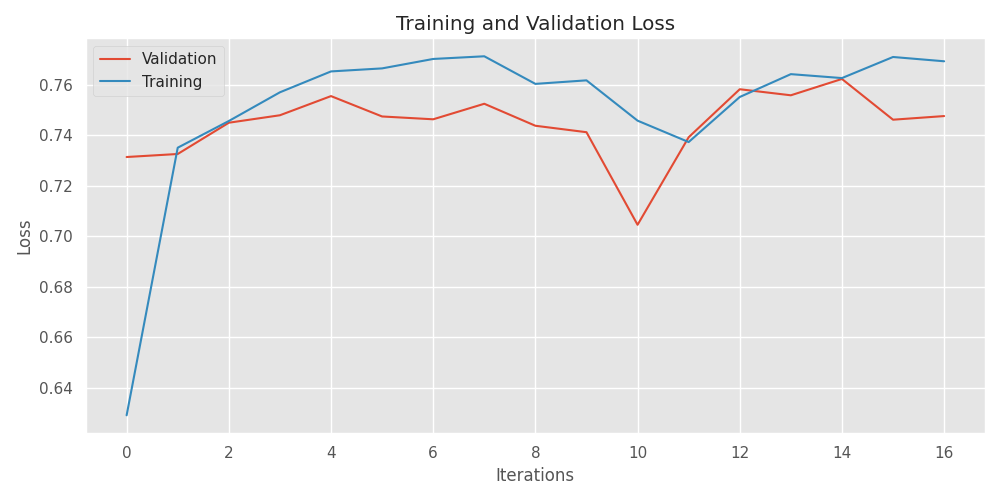 Training and Validation Loss
Validation
Training
Loss
0.76
0.74
0.72
0.70
0.68
0.66
0.64
0 2 4 6 8 10 12 14 16
Iterations